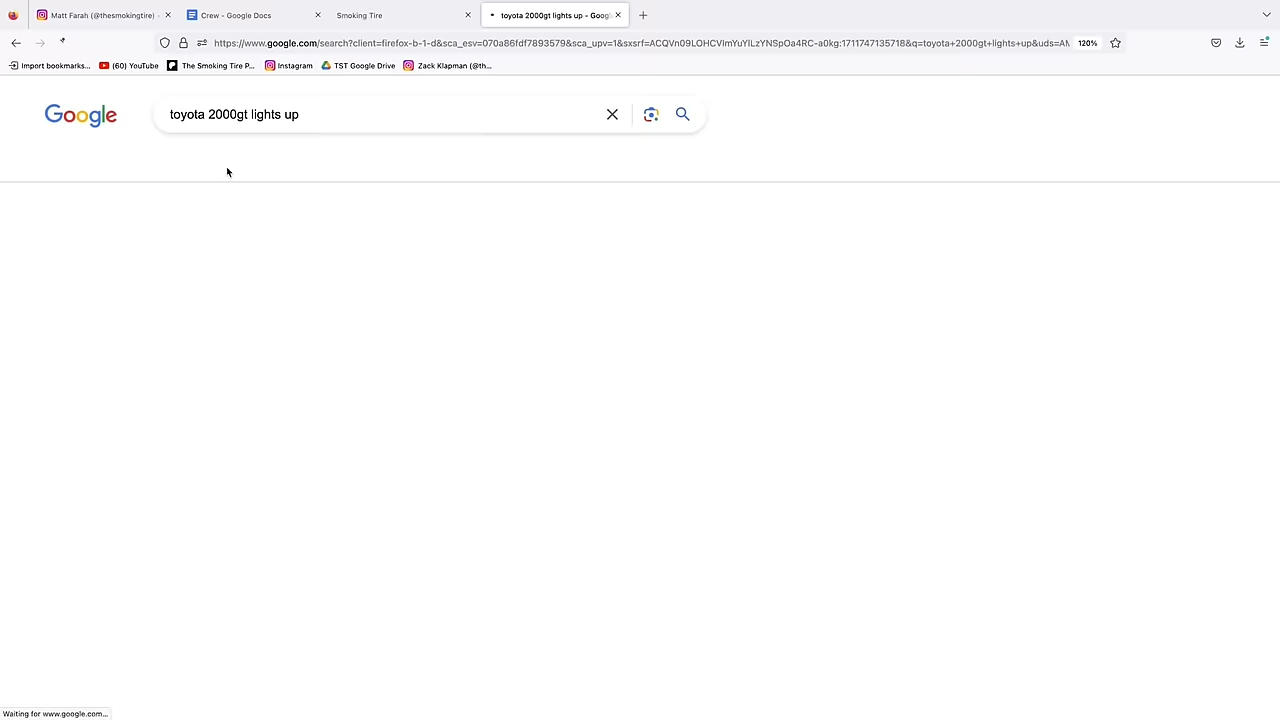 Matt Farah (@thesmokingtire) -
Crew - Google Docs
Smoking Tire
toyota 2000gt lights up - Goog
https://www.google.com/search?client=firefox-b-1-d&sca_esv=070a86fdf7893579&sca_upv=1&sxsrf=ACQVn09LOHCVImYuYILzYNSpOa4RC-a0kg:1711747135718&q=toyota+2000gt+lights+up&uds=AM
120%
Import bookmarks...
(60) YouTube
The Smoking Tire P...
Instagram
TST Google Drive
Zack Klapman (@th...
Google
toyota 2000gt lights up
Waiting for www.google.com...